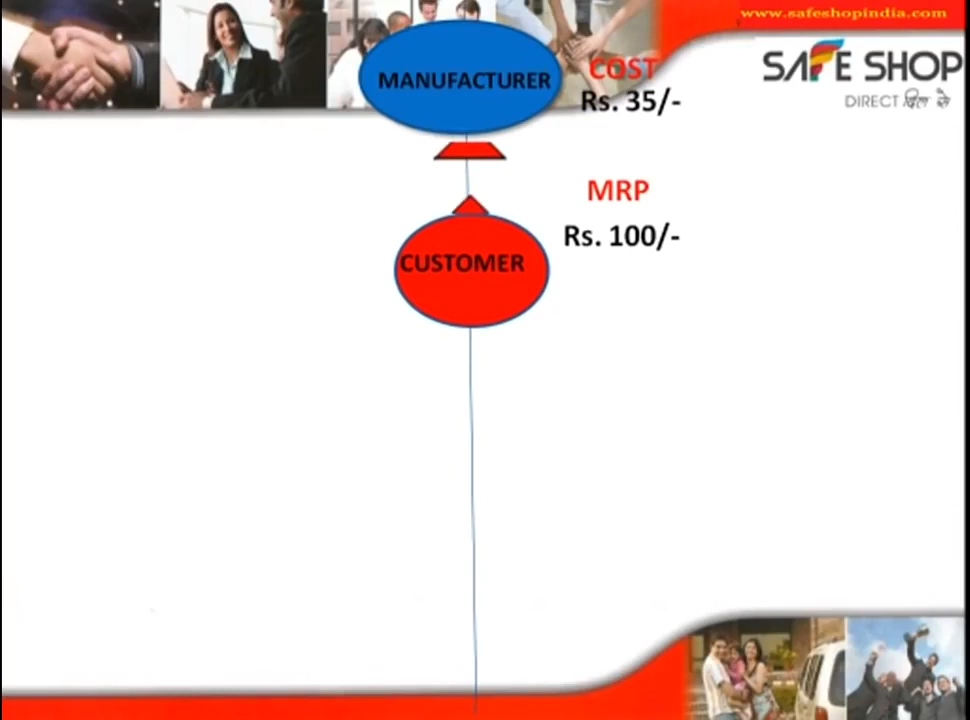 www.safeshopindia.com
MANUFACTURER
COST
Rs. 35/-
SAFE SHOP
DIRECT दिल से
MRP
Rs. 100/-
CUSTOMER